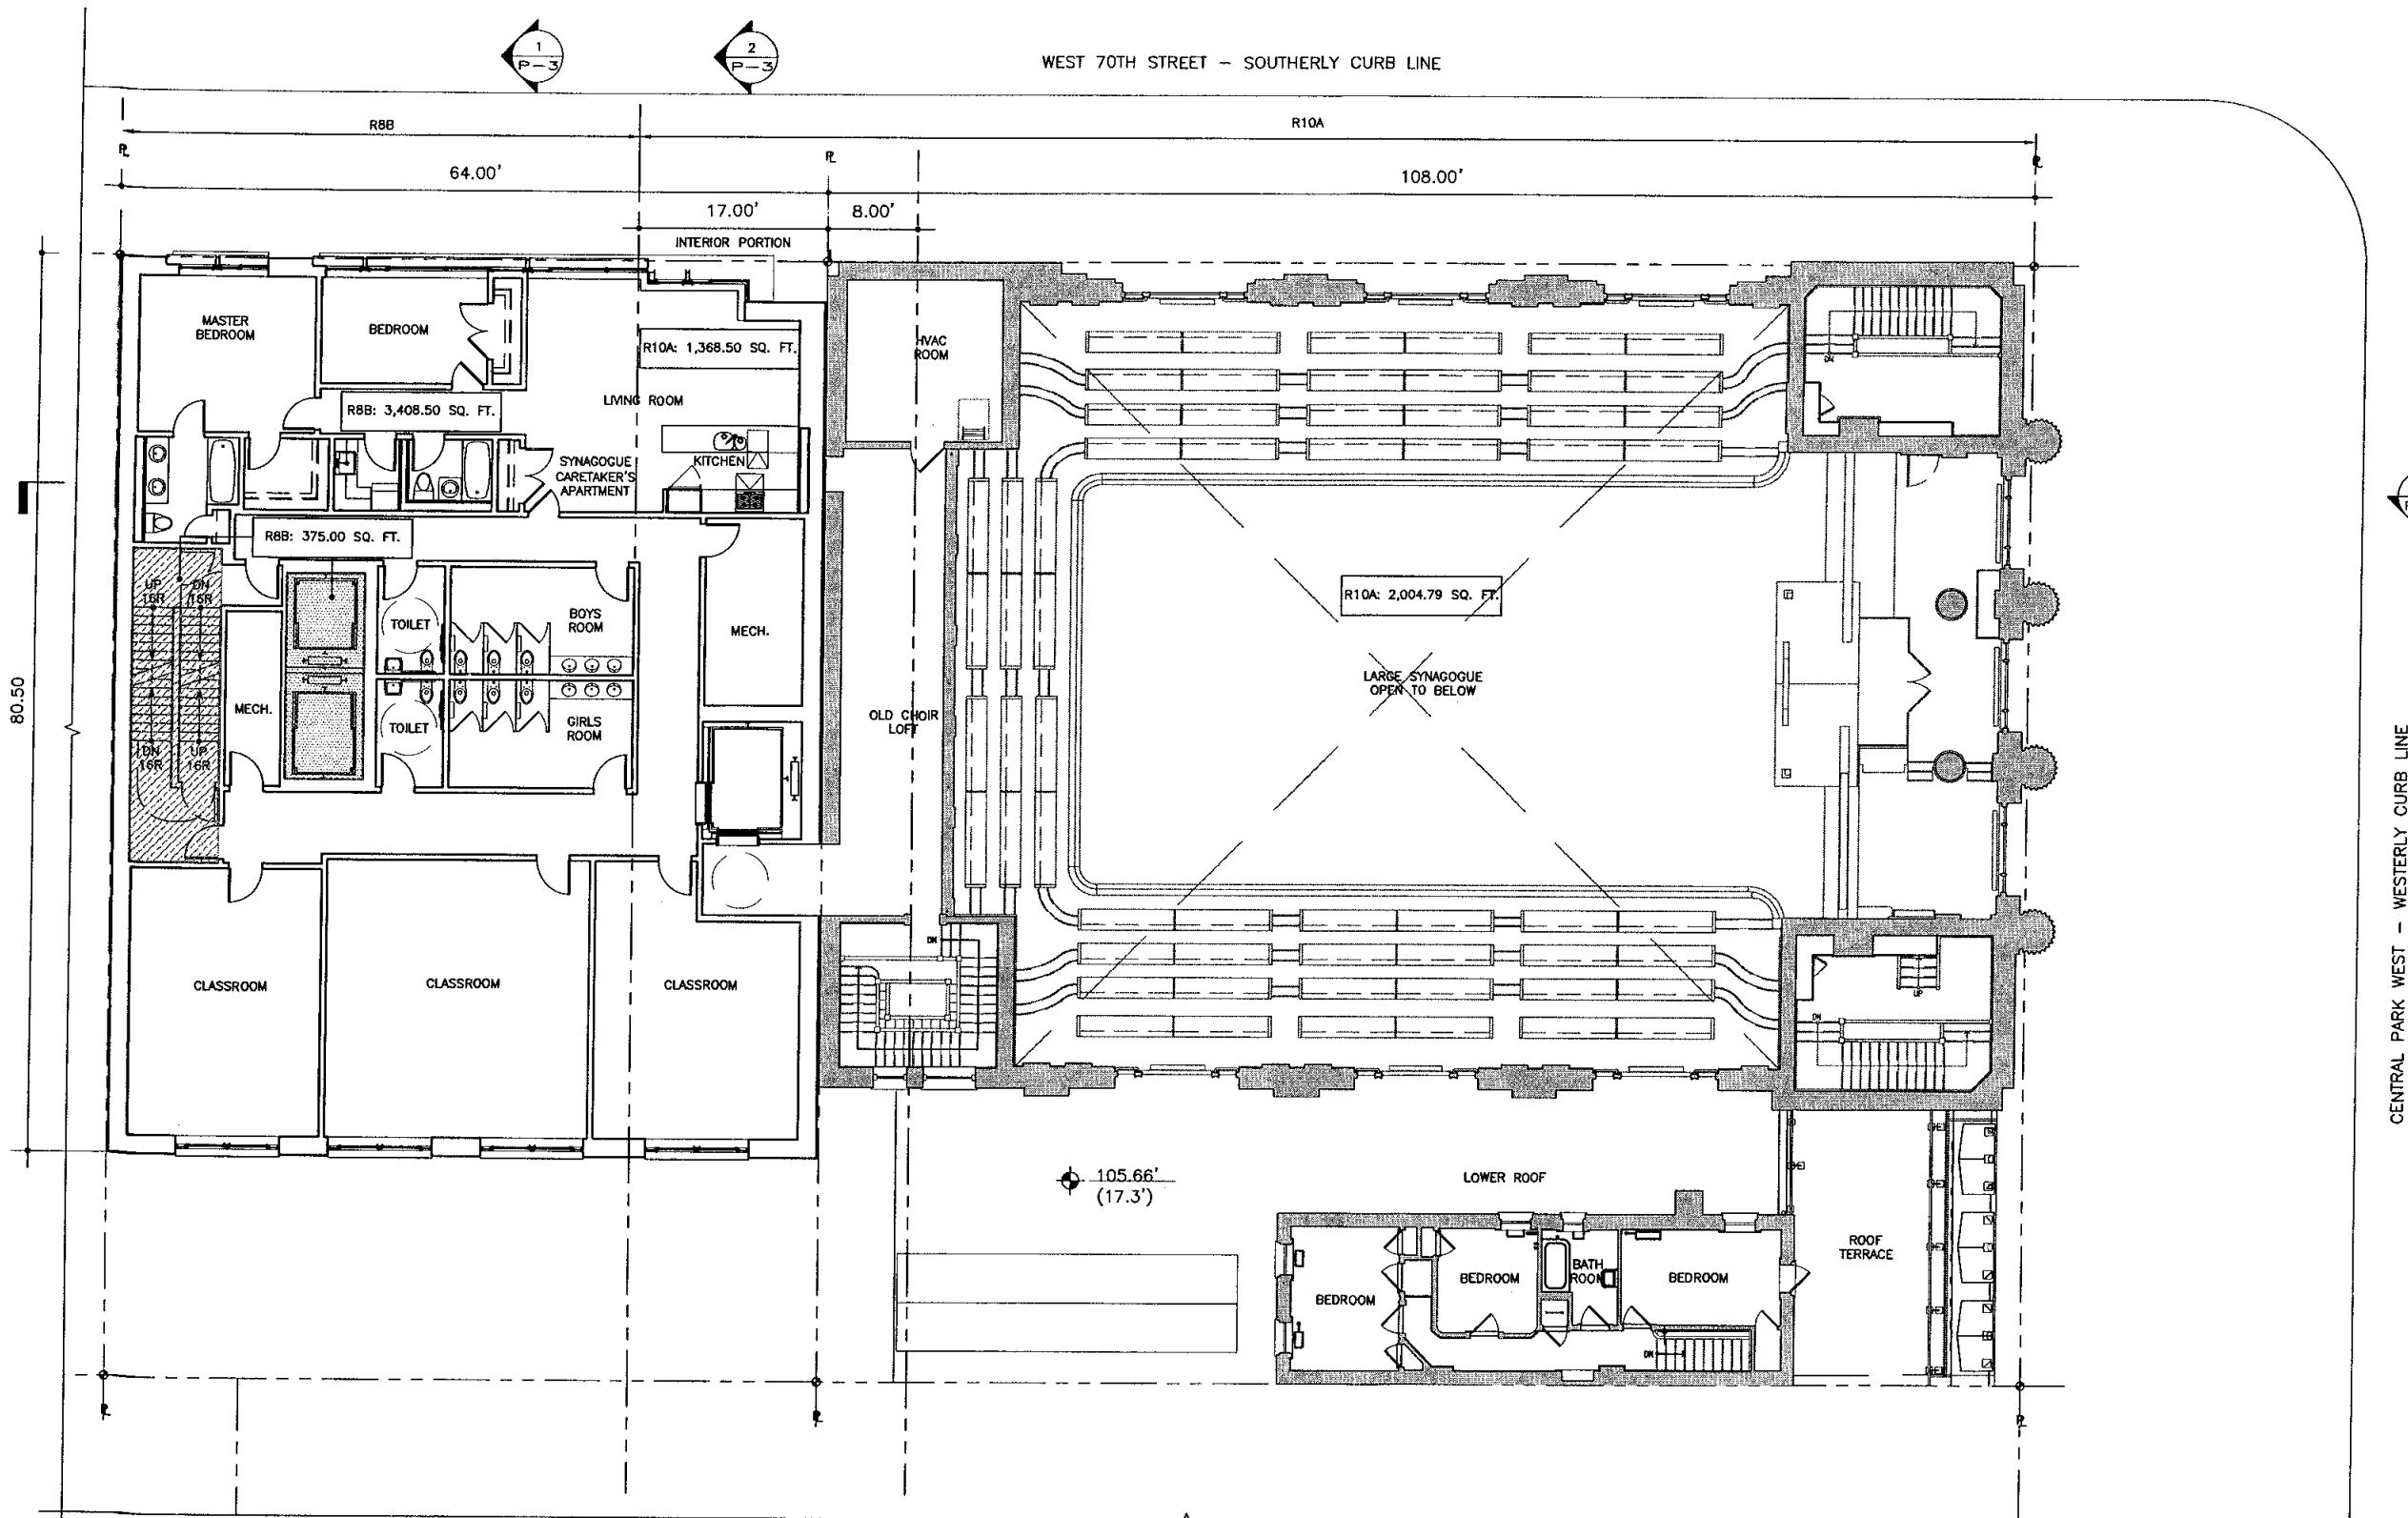 1
P-3
2
P-3
WEST 70TH STREET - SOUTHERLY CURB LINE
R8B
R10A
64.00'
108.00'
17.00'
8.00'
INTERIOR PORTION
MASTER
BEDROOM
BEDROOM
R10A: 1,368.50 SQ. FT.
HVAC
ROOM
DN
R8B: 3,408.50 SQ. FT.
LIVING ROOM
KITCHEN
SYNAGOGUE
CARETAKER'S
APARTMENT
R8B: 375.00 SQ. FT.
UP
16R
DN
16R
TOILET
BOYS
ROOM
MECH.
R10A: 2,004.79 SQ. FT.
LARGE SYNAGOGUE
OPEN TO BELOW
80.50
MECH.
TOILET
GIRLS
ROOM
OLD CHOIR
LOFT
DN
16R
UP
16R
CENTRAL PARK WEST - WESTERLY CURB LINE
DN
CLASSROOM
CLASSROOM
CLASSROOM
UP
DN
105.66'
(17.3')
LOWER ROOF
ROOF
TERRACE
BEDROOM
BEDROOM
BATH
ROOM
BEDROOM
DN